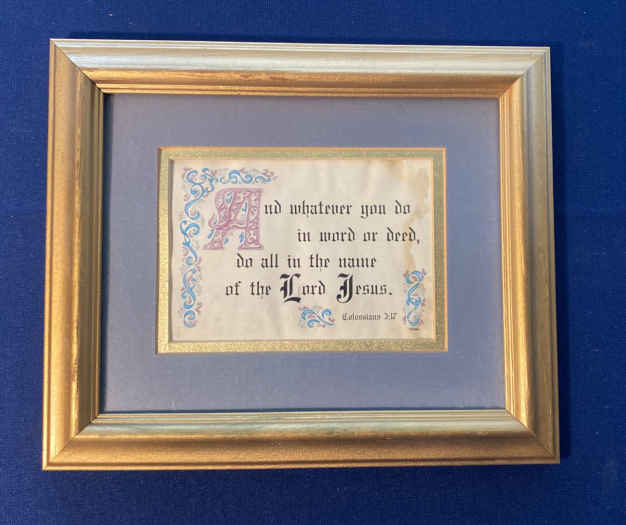 And whatever you do
in word or deed,
do all in the name
of the Lord Jesus.
Colossians 3:17